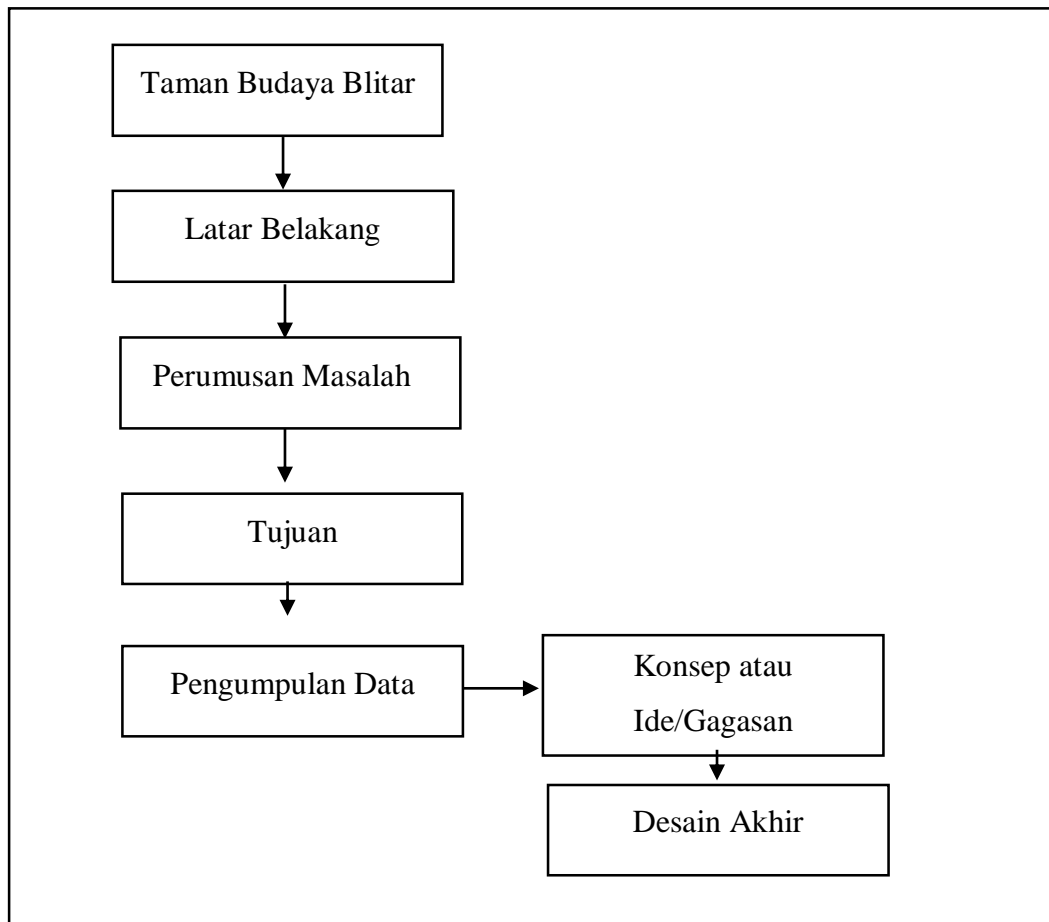 Taman Budaya Blitar
Latar Belakang
Perumusan Masalah
Tujuan
Pengumpulan Data
Konsep atau
Ide/Gagasan
Desain Akhir